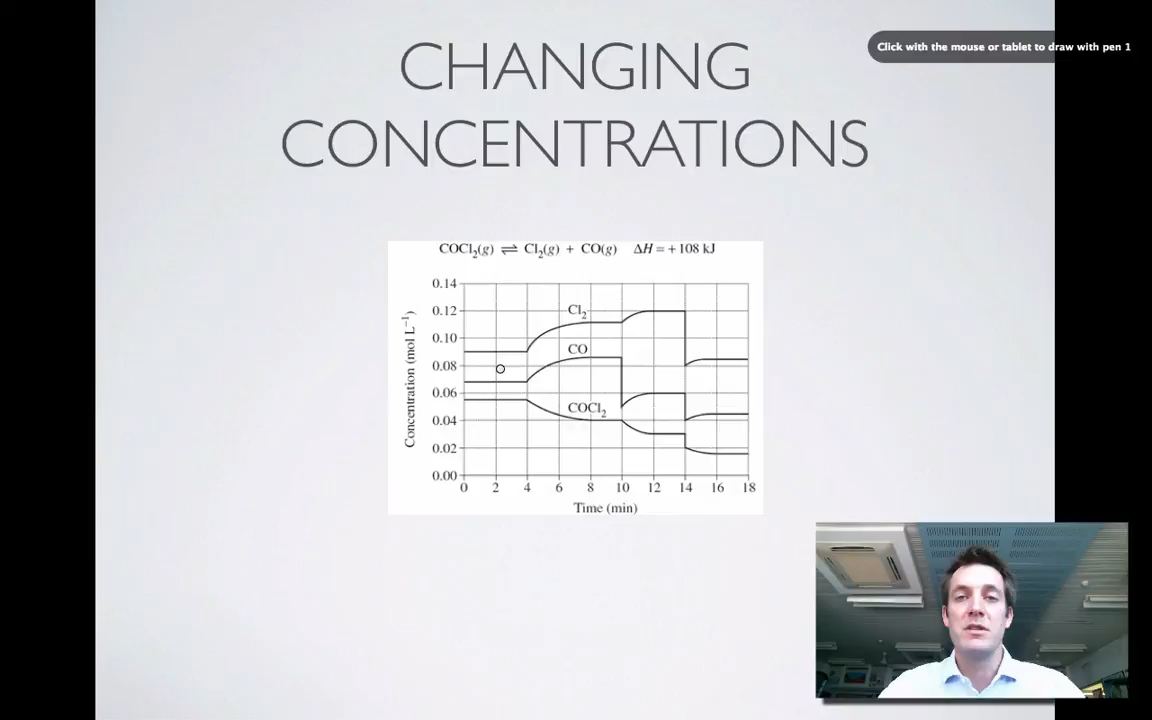 Click with the mouse or tablet to draw with pen 1
CHANGING
CONCENTRATIONS
COCl₂(g) ⇌ Cl₂(g) + CO(g) ΔH = +108 kJ
Concentration (mol L⁻¹)
0.14
0.12
0.10
0.08
0.06
0.04
0.02
0.00
Cl₂
CO
COCl₂
0 2 4 6 8 10 12 14 16 18
Time (min)